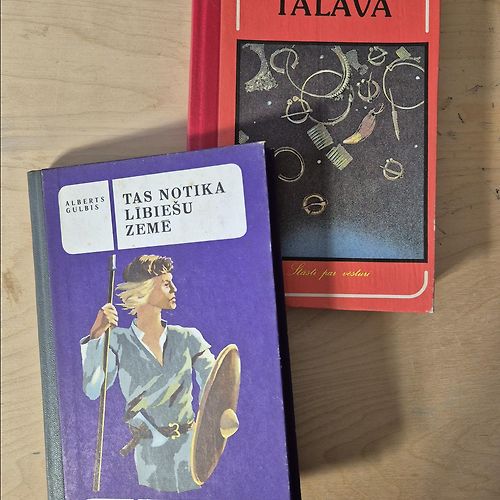 TĀLAVA
Stāsti par vēsturi
ALBERTS
GULBIS
TAS NOTIKA
LĪBIEŠU
ZEMĒ